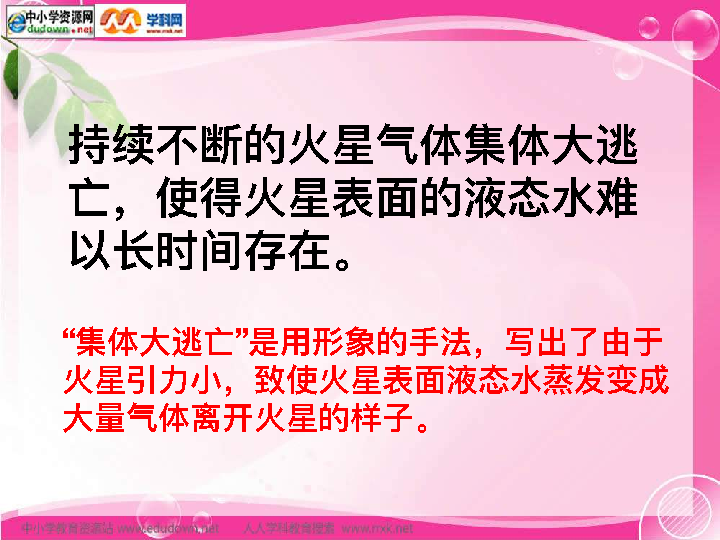 中小学资源网
dudown.net
学科网
持续不断的火星气体集体大逃
亡，使得火星表面的液态水难
以长时间存在。
“集体大逃亡”是用形象的手法，写出了由于
火星引力小，致使火星表面液态水蒸发变成
大量气体离开火星的样子。
中小学教育资源站 www.edudown.net 人人学科教育搜索 www.rrxk.net